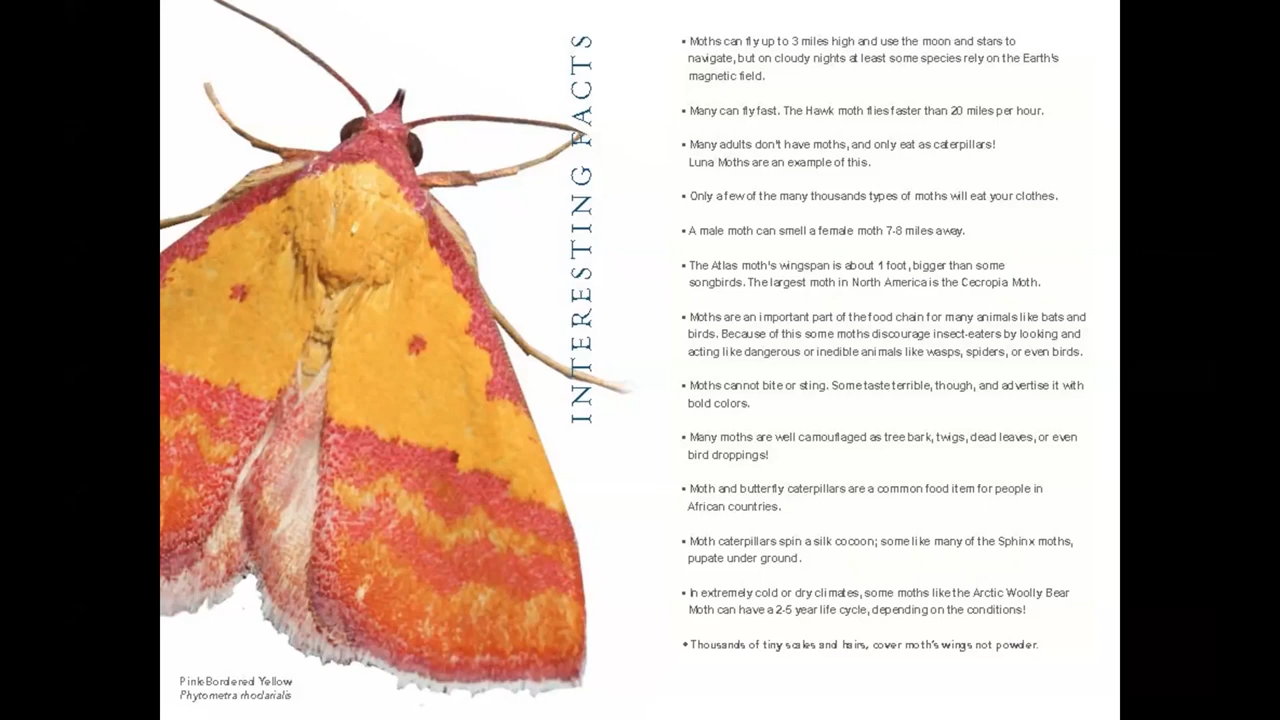 INTERESTING FACTS
▪ Moths can fly up to 3 miles high and use the moon and stars to
navigate, but on cloudy nights at least some species rely on the Earth's
magnetic field.
▪ Many can fly fast. The Hawk moth flies faster than 20 miles per hour.
▪ Many adults don't have moths, and only eat as caterpillars!
Luna Moths are an example of this.
▪ Only a few of the many thousands types of moths will eat your clothes.
▪ A male moth can smell a female moth 7-8 miles away.
▪ The Atlas moth's wingspan is about 1 foot, bigger than some
songbirds. The largest moth in North America is the Cecropia Moth.
▪ Moths are an important part of the food chain for many animals like bats and
birds. Because of this some moths discourage insect-eaters by looking and
acting like dangerous or inedible animals like wasps, spiders, or even birds.
▪ Moths cannot bite or sting. Some taste terrible, though, and advertise it with
bold colors.
▪ Many moths are well camouflaged as tree bark, twigs, dead leaves, or even
bird droppings!
▪ Moth and butterfly caterpillars are a common food item for people in
African countries.
▪ Moth caterpillars spin a silk cocoon; some like many of the Sphinx moths,
pupate under ground.
▪ In extremely cold or dry climates, some moths like the Arctic Woolly Bear
Moth can have a 2-5 year life cycle, depending on the conditions!
◆ Thousands of tiny scales and hairs, cover moth's wings not powder.
Pink-Bordered Yellow
Phytometra rhodarialis